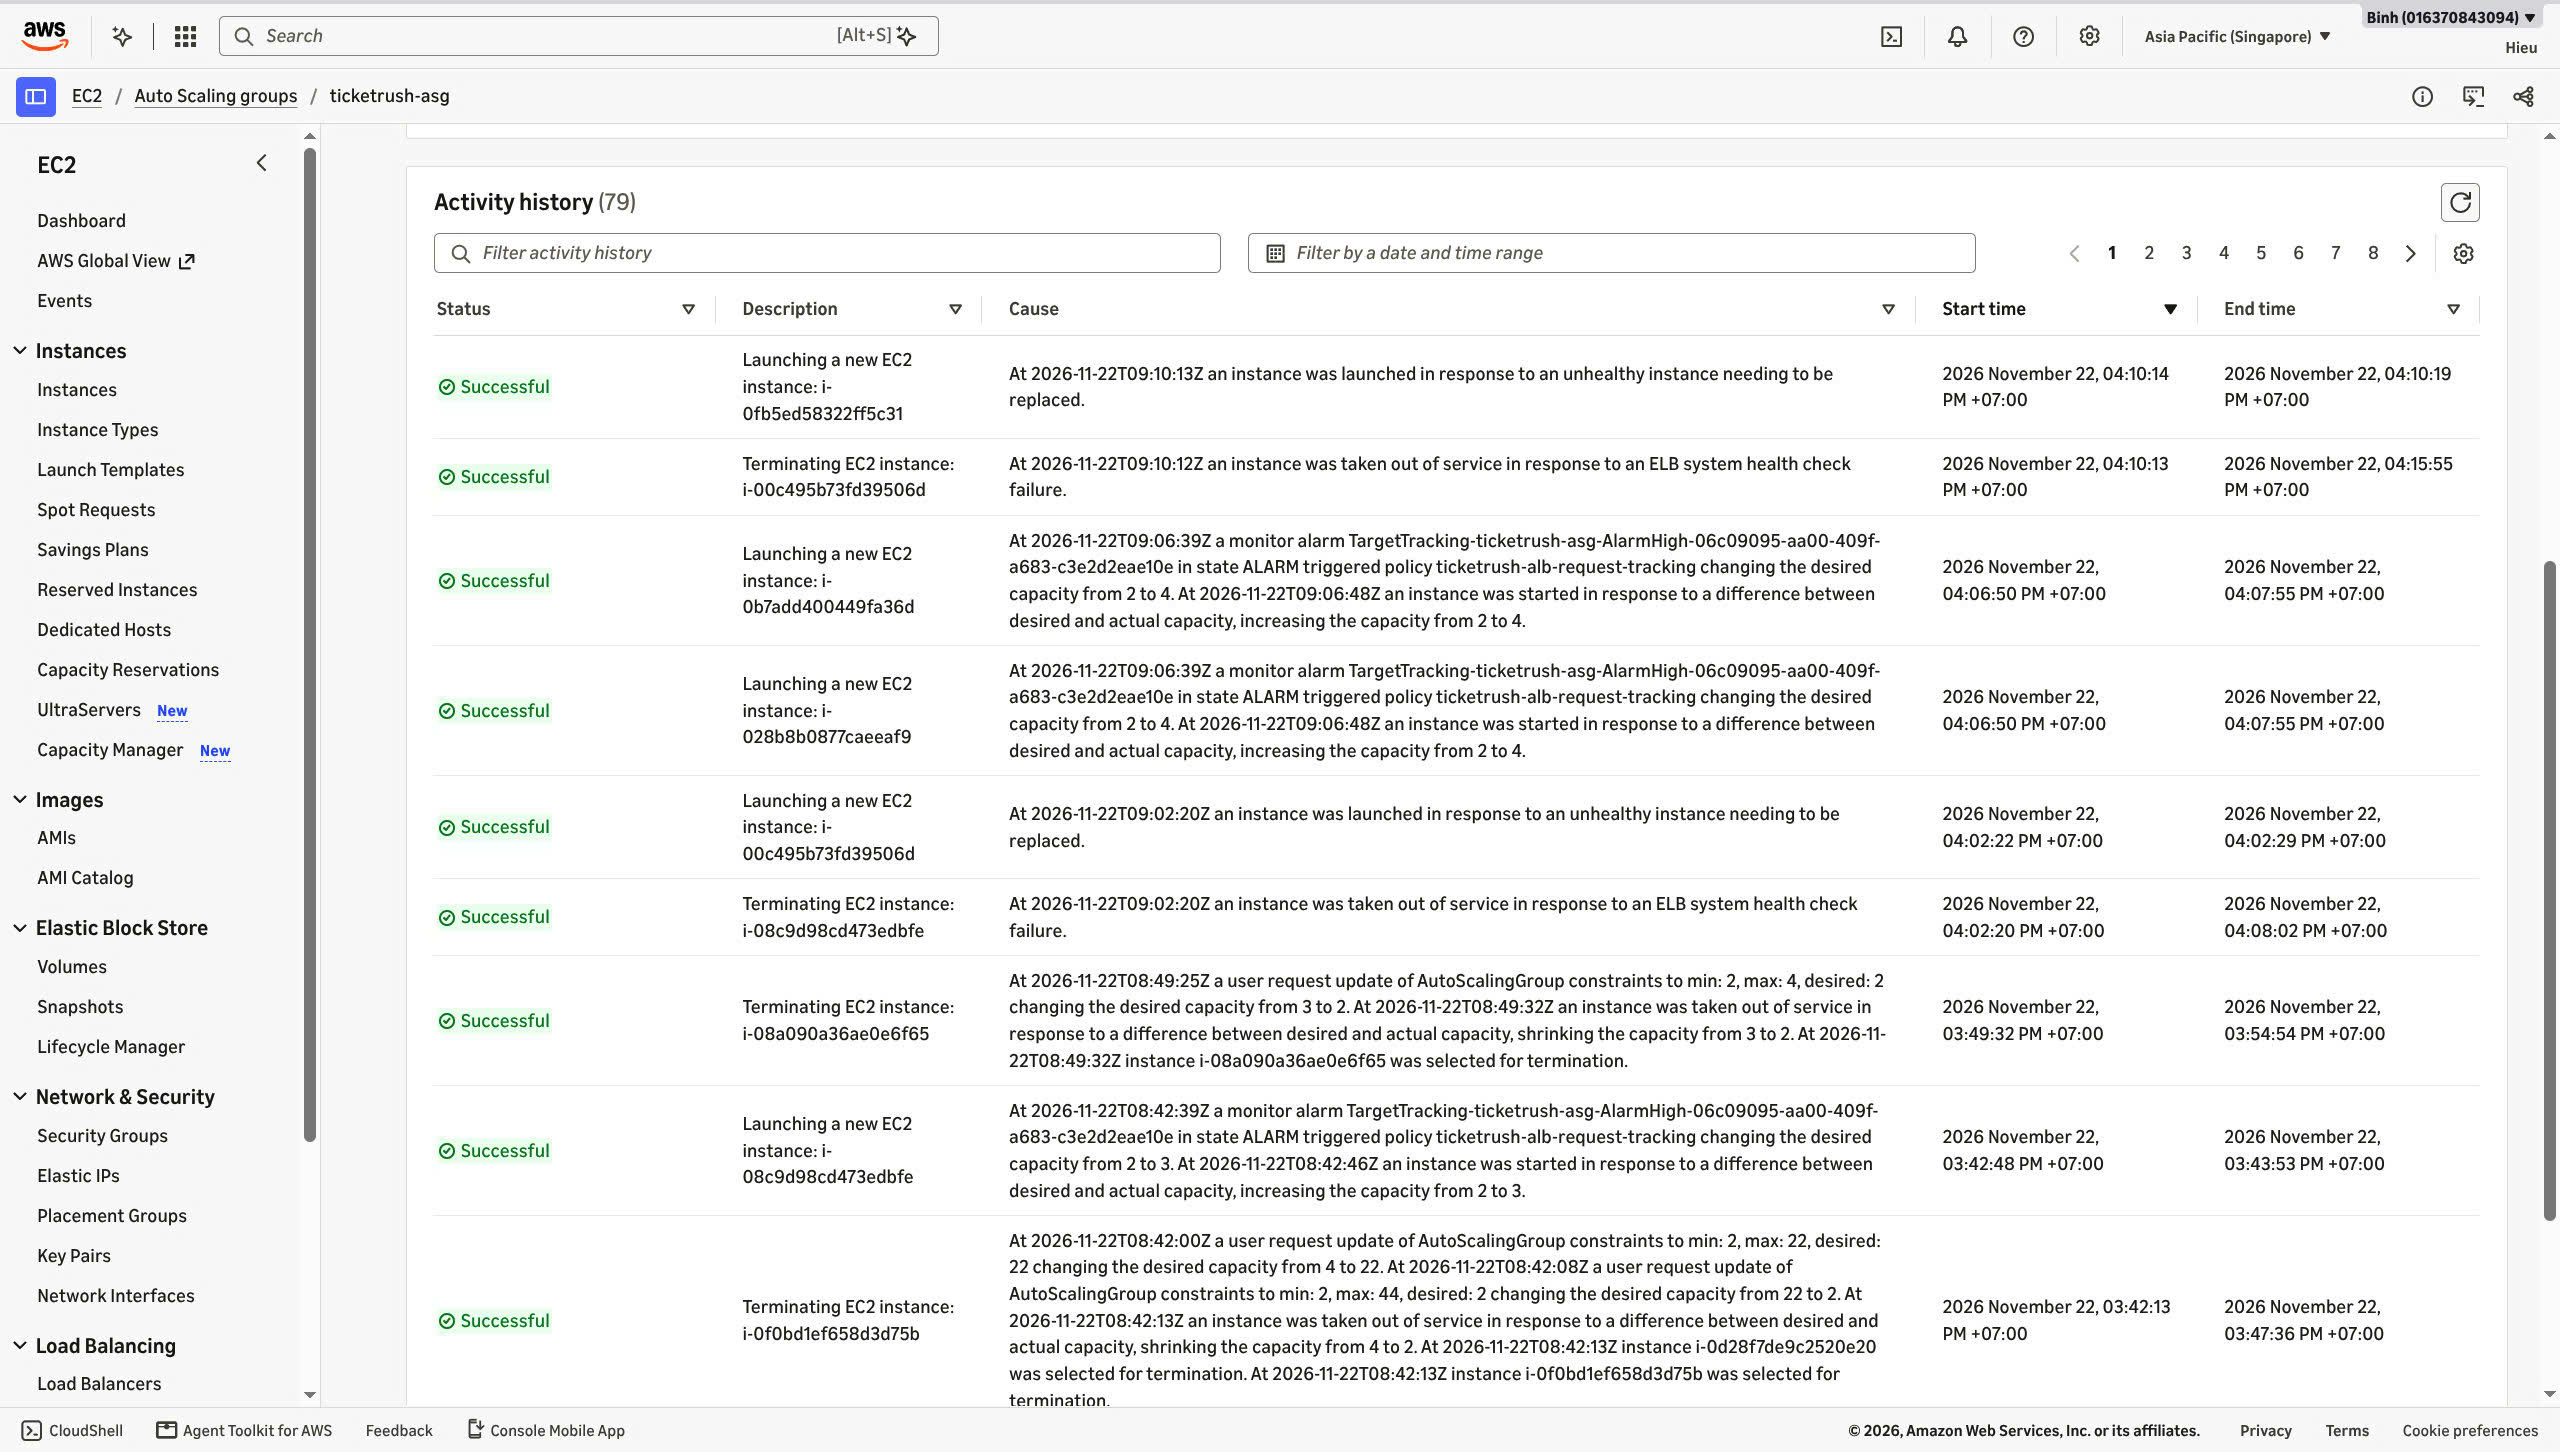 aws
Search
[Alt+S]
Asia Pacific (Singapore)
Binh (016370843094)
Hieu
EC2 / Auto Scaling groups / ticketrush-asg
EC2
Dashboard
AWS Global View
Events
Instances
Instances
Instance Types
Launch Templates
Spot Requests
Savings Plans
Reserved Instances
Dedicated Hosts
Capacity Reservations
UltraServers New
Capacity Manager New
Images
AMIs
AMI Catalog
Elastic Block Store
Volumes
Snapshots
Lifecycle Manager
Network & Security
Security Groups
Elastic IPs
Placement Groups
Key Pairs
Network Interfaces
Load Balancing
Load Balancers
Activity history (79)
Filter activity history
Filter by a date and time range
1 2 3 4 5 6 7 8
Status
Description
Cause
Start time
End time
Successful
Launching a new EC2
instance: i-
0fb5ed58322ff5c31
At 2026-11-22T09:10:13Z an instance was launched in response to an unhealthy instance needing to be
replaced.
2026 November 22, 04:10:14
PM +07:00
2026 November 22, 04:10:19
PM +07:00
Successful
Terminating EC2 instance:
i-00c495b73fd39506d
At 2026-11-22T09:10:12Z an instance was taken out of service in response to an ELB system health check
failure.
2026 November 22, 04:10:13
PM +07:00
2026 November 22, 04:15:55
PM +07:00
Successful
Launching a new EC2
instance: i-
0b7add400449fa36d
At 2026-11-22T09:06:39Z a monitor alarm TargetTracking-ticketrush-asg-AlarmHigh-06c09095-aa00-409f-
a683-c3e2d2eae10e in state ALARM triggered policy ticketrush-alb-request-tracking changing the desired
capacity from 2 to 4. At 2026-11-22T09:06:48Z an instance was started in response to a difference between
desired and actual capacity, increasing the capacity from 2 to 4.
2026 November 22,
04:06:50 PM +07:00
2026 November 22,
04:07:55 PM +07:00
Successful
Launching a new EC2
instance: i-
028b8b0877caeeaf9
At 2026-11-22T09:06:39Z a monitor alarm TargetTracking-ticketrush-asg-AlarmHigh-06c09095-aa00-409f-
a683-c3e2d2eae10e in state ALARM triggered policy ticketrush-alb-request-tracking changing the desired
capacity from 2 to 4. At 2026-11-22T09:06:48Z an instance was started in response to a difference between
desired and actual capacity, increasing the capacity from 2 to 4.
2026 November 22,
04:06:50 PM +07:00
2026 November 22,
04:07:55 PM +07:00
Successful
Launching a new EC2
instance: i-
00c495b73fd39506d
At 2026-11-22T09:02:20Z an instance was launched in response to an unhealthy instance needing to be
replaced.
2026 November 22,
04:02:22 PM +07:00
2026 November 22,
04:02:29 PM +07:00
Successful
Terminating EC2 instance:
i-08c9d98cd473edbfe
At 2026-11-22T09:02:20Z an instance was taken out of service in response to an ELB system health check
failure.
2026 November 22,
04:02:20 PM +07:00
2026 November 22,
04:08:02 PM +07:00
Successful
Terminating EC2 instance:
i-08a090a36ae0e6f65
At 2026-11-22T08:49:25Z a user request update of AutoScalingGroup constraints to min: 2, max: 4, desired: 2
changing the desired capacity from 3 to 2. At 2026-11-22T08:49:32Z an instance was taken out of service in
response to a difference between desired and actual capacity, shrinking the capacity from 3 to 2. At 2026-11-
22T08:49:32Z instance i-08a090a36ae0e6f65 was selected for termination.
2026 November 22,
03:49:32 PM +07:00
2026 November 22,
03:54:54 PM +07:00
Successful
Launching a new EC2
instance: i-
08c9d98cd473edbfe
At 2026-11-22T08:42:39Z a monitor alarm TargetTracking-ticketrush-asg-AlarmHigh-06c09095-aa00-409f-
a683-c3e2d2eae10e in state ALARM triggered policy ticketrush-alb-request-tracking changing the desired
capacity from 2 to 3. At 2026-11-22T08:42:46Z an instance was started in response to a difference between
desired and actual capacity, increasing the capacity from 2 to 3.
2026 November 22,
03:42:48 PM +07:00
2026 November 22,
03:43:53 PM +07:00
Successful
Terminating EC2 instance:
i-0f0bd1ef658d3d75b
At 2026-11-22T08:42:00Z a user request update of AutoScalingGroup constraints to min: 2, max: 22, desired:
22 changing the desired capacity from 4 to 22. At 2026-11-22T08:42:08Z a user request update of
AutoScalingGroup constraints to min: 2, max: 44, desired: 2 changing the desired capacity from 22 to 2. At
2026-11-22T08:42:13Z an instance was taken out of service in response to a difference between desired and
actual capacity, shrinking the capacity from 4 to 2. At 2026-11-22T08:42:13Z instance i-0d28f7de9c2520e20
was selected for termination. At 2026-11-22T08:42:13Z instance i-0f0bd1ef658d3d75b was selected for
termination.
2026 November 22, 03:42:13
PM +07:00
2026 November 22,
03:47:36 PM +07:00
CloudShell
Agent Toolkit for AWS
Feedback
Console Mobile App
© 2026, Amazon Web Services, Inc. or its affiliates.
Privacy
Terms
Cookie preferences